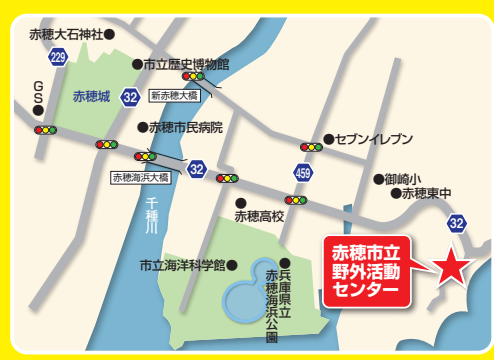 赤穂大石神社
229
市立歴史博物館
GS
赤穂城
32
新赤穂大橋
赤穂市民病院
セブンイレブン
赤穂海浜大橋
32
459
御崎小
赤穂東中
千種川
赤穂高校
32
赤穂市立
野外活動
センター
市立海洋科学館
兵庫県立
赤穂海浜公園